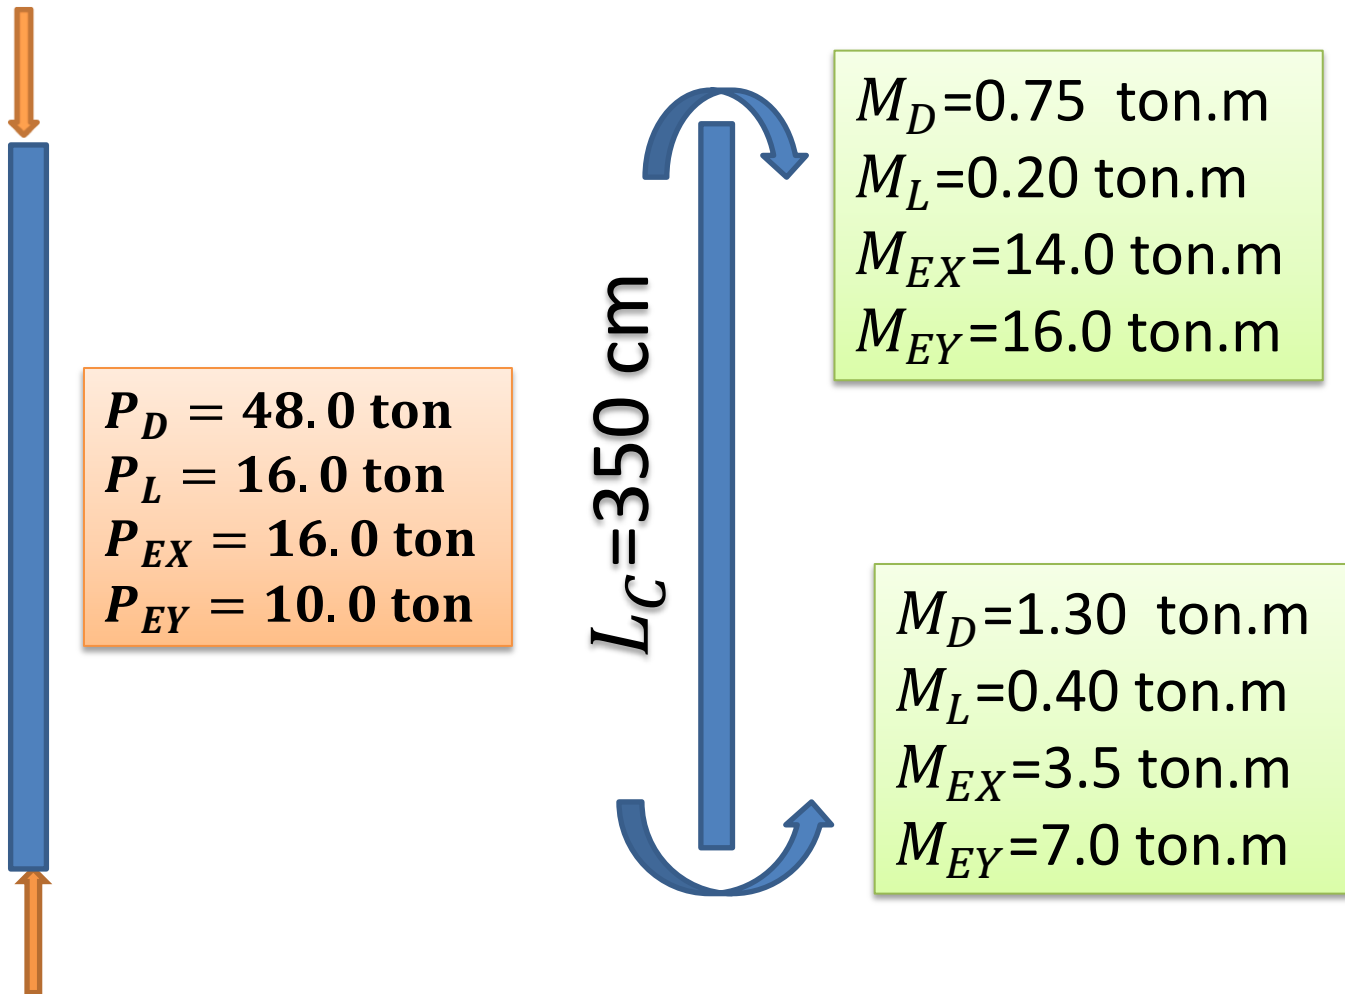 P_D = 48.0 ton
P_L = 16.0 ton
P_EX = 16.0 ton
P_EY = 10.0 ton
L_C=350 cm
M_D=0.75 ton.m
M_L=0.20 ton.m
M_EX=14.0 ton.m
M_EY=16.0 ton.m
M_D=1.30 ton.m
M_L=0.40 ton.m
M_EX=3.5 ton.m
M_EY=7.0 ton.m